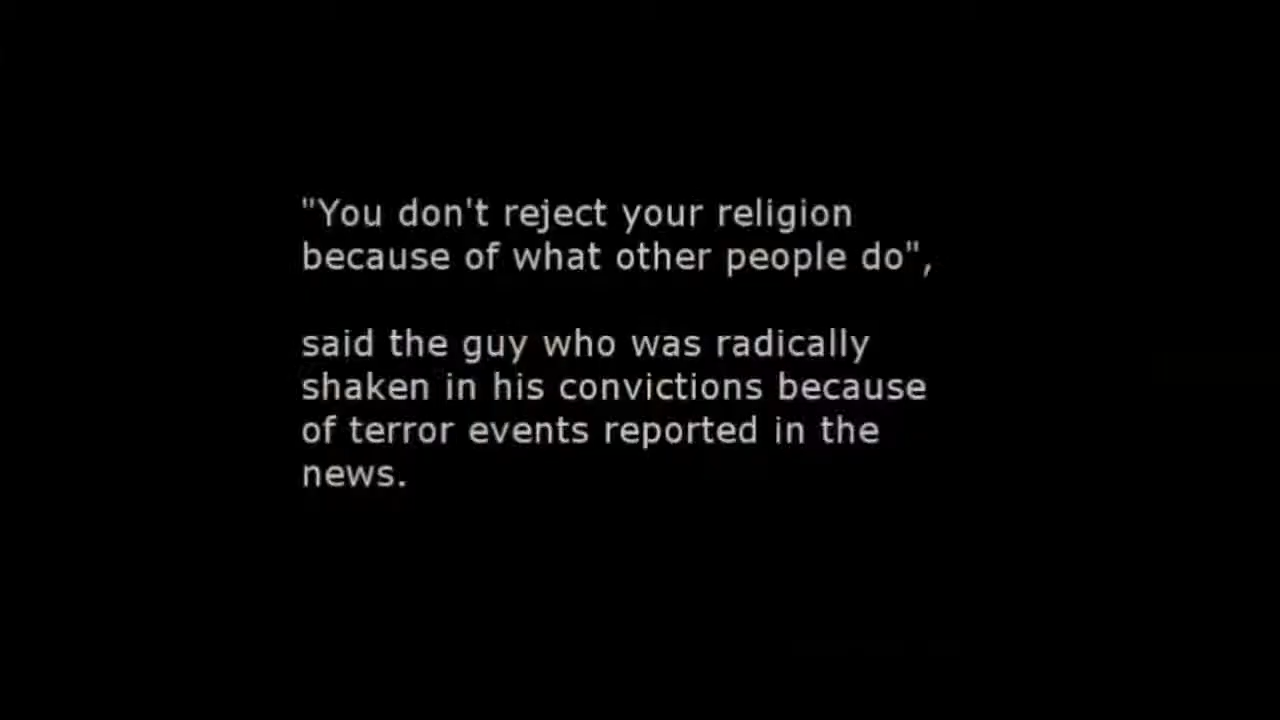 "You don't reject your religion
because of what other people do",
said the guy who was radically
shaken in his convictions because
of terror events reported in the
news.